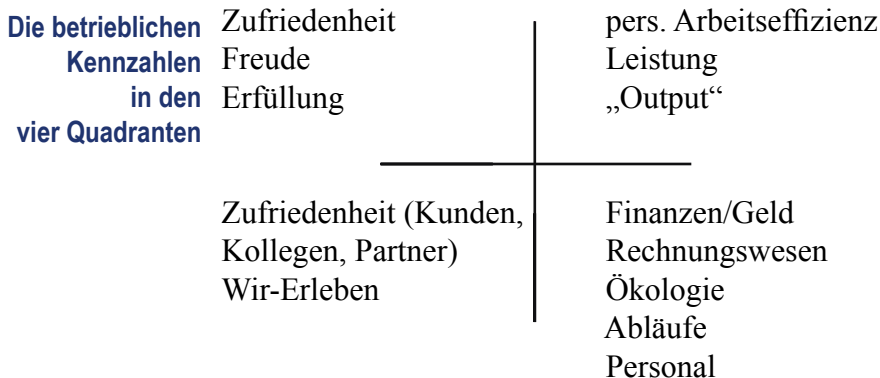 Die betrieblichen
Kennzahlen
in den
vier Quadranten
Zufriedenheit
Freude
Erfüllung
pers. Arbeitseffizienz
Leistung
„Output“
Zufriedenheit (Kunden,
Kollegen, Partner)
Wir-Erleben
Finanzen/Geld
Rechnungswesen
Ökologie
Abläufe
Personal